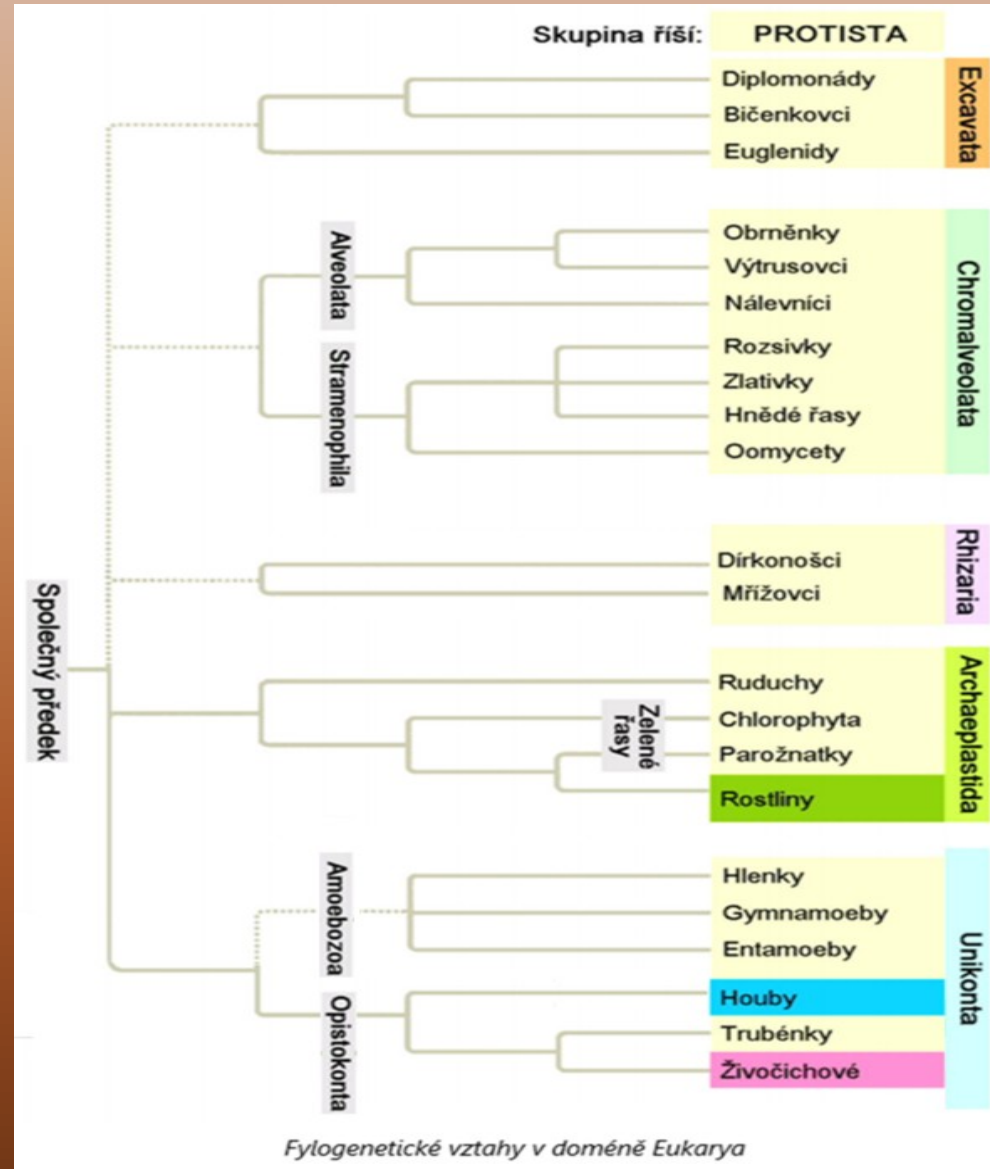 Skupina říší: PROTISTA
Diplomonády
Bičenkovci
Euglenidy
Excavata
Alveolata
Obrněnky
Výtrusovci
Nálevníci
Stramenophila
Rozsivky
Zlativky
Hnědé řasy
Oomycety
Chromalveolata
Dírkonošci
Mřížovci
Rhizaria
Společný předek
Ruduchy
Zelené
řasy
Chlorophyta
Parožnatky
Rostliny
Archaeplastida
Amoebozoa
Hlenky
Gymnamoeby
Entamoeby
Opistokonta
Houby
Trubénky
Živočichové
Unikonta
Fylogenetické vztahy v doméně Eukarya